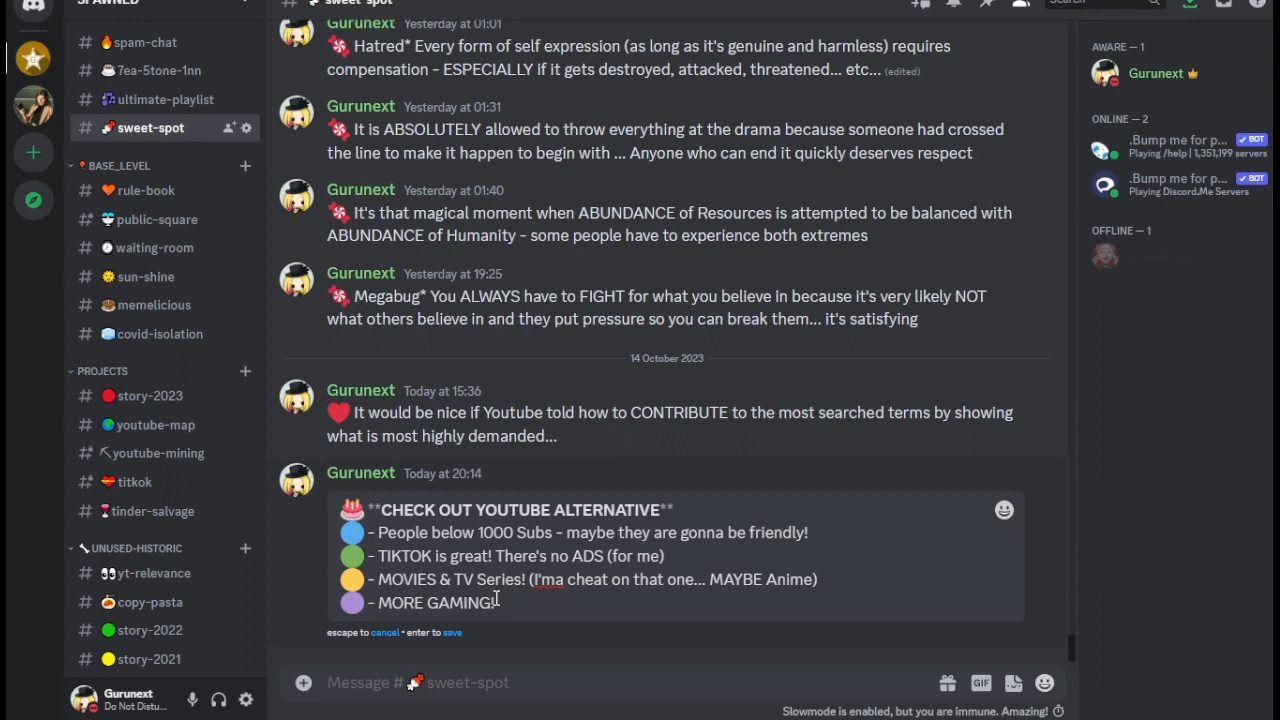 SPAWNED
spam-chat
7ea-5tone-1nn
ultimate-playlist
sweet-spot
BASE_LEVEL
rule-book
public-square
waiting-room
sun-shine
memelicious
covid-isolation
PROJECTS
story-2023
youtube-map
youtube-mining
titkok
tinder-salvage
UNUSED-HISTORIC
yt-relevance
copy-pasta
story-2022
story-2021
Gurunext
Do Not Distu...
sweet-spot
Search
Gurunext Yesterday at 01:01
Hatred* Every form of self expression (as long as it's genuine and harmless) requires
compensation - ESPECIALLY if it gets destroyed, attacked, threatened... etc... (edited)
Gurunext Yesterday at 01:31
It is ABSOLUTELY allowed to throw everything at the drama because someone had crossed
the line to make it happen to begin with ... Anyone who can end it quickly deserves respect
Gurunext Yesterday at 01:40
It's that magical moment when ABUNDANCE of Resources is attempted to be balanced with
ABUNDANCE of Humanity - some people have to experience both extremes
Gurunext Yesterday at 19:25
Megabug* You ALWAYS have to FIGHT for what you believe in because it's very likely NOT
what others believe in and they put pressure so you can break them... it's satisfying
14 October 2023
Gurunext Today at 15:36
It would be nice if Youtube told how to CONTRIBUTE to the most searched terms by showing
what is most highly demanded...
Gurunext Today at 20:14
**CHECK OUT YOUTUBE ALTERNATIVE**
- People below 1000 Subs - maybe they are gonna be friendly!
- TIKTOK is great! There's no ADS (for me)
- MOVIES & TV Series! (I'ma cheat on that one... MAYBE Anime)
- MORE GAMING!
escape to cancel • enter to save
Message # sweet-spot
GIF
Slowmode is enabled, but you are immune. Amazing!
AWARE — 1
Gurunext
ONLINE — 2
.Bump me for p... BOT
Playing /help | 1,351,199 servers
.Bump me for p... BOT
Playing Discord.Me Servers
OFFLINE — 1